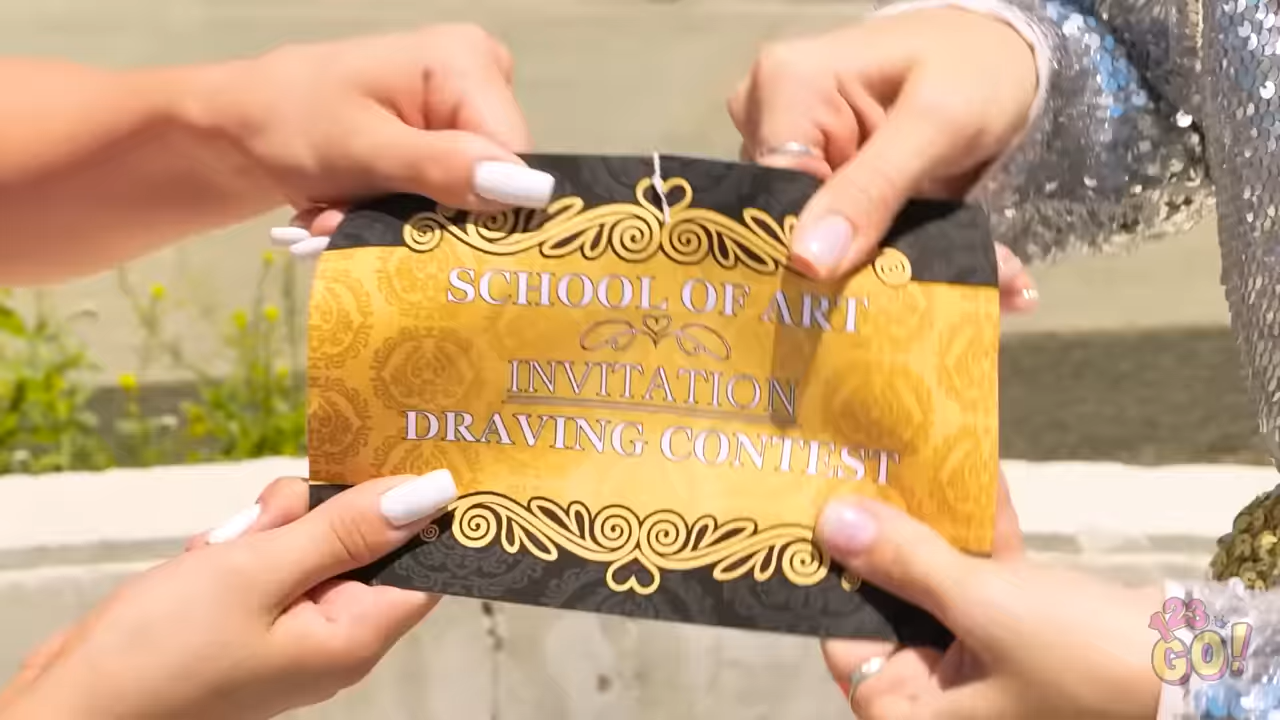 SCHOOL OF ART
INVITATION
DRAVING CONTEST
123
GO!